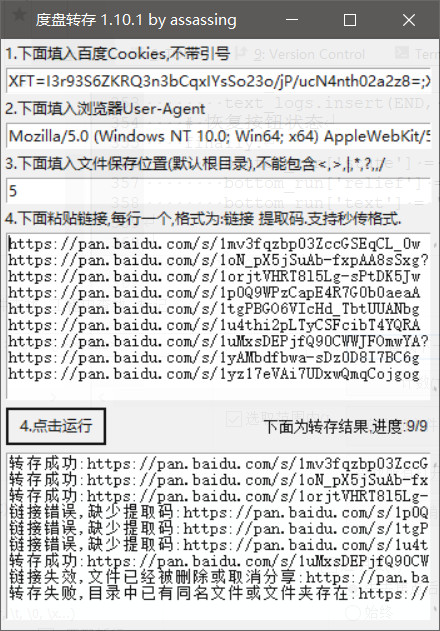 度盘转存 1.10.1 by assassing
1.下面填入百度Cookies,不带引号
XFT=I3r93S6ZKRQ3n3bCqxIYsSo23o/jP/ucN4nth02a2z8=;X
2.下面填入浏览器User-Agent
Mozilla/5.0 (Windows NT 10.0; Win64; x64) AppleWebKit/5
3.下面填入文件保存位置(默认根目录),不能包含<,>,|,*,?,,/
5
4.下面粘贴链接,每行一个,格式为:链接 提取码.支持秒传格式.
https://pan.baidu.com/s/1mv3fqzbp03ZccGSEqCL_0w
https://pan.baidu.com/s/1oN_pX5jSuAb-fxpAA8sSxg?
https://pan.baidu.com/s/1orjtVHRT8l5Lg-sPtDK5Jw
https://pan.baidu.com/s/1pOQ9WPzCapE4R7G0b0aeaA
https://pan.baidu.com/s/1tgPBGO6VIcHd_TbtUUANbg
https://pan.baidu.com/s/1u4thi2pLTyCSFcibT4YQRA
https://pan.baidu.com/s/1uMxsDEPjfQ9OCWWJFOmwYA?
https://pan.baidu.com/s/1yAMbdfbwa-sDz0D8I7BC6g
https://pan.baidu.com/s/1yz17eVAi7UDxwQmqCojgog
4.点击运行 下面为转存结果,进度:9/9
转存成功:https://pan.baidu.com/s/1mv3fqzbp03ZccG
转存成功:https://pan.baidu.com/s/1oN_pX5jSuAb-fx
转存成功:https://pan.baidu.com/s/1orjtVHRT8l5Lg-
链接错误,缺少提取码:https://pan.baidu.com/s/1pOQ
链接错误,缺少提取码:https://pan.baidu.com/s/1tgP
链接错误,缺少提取码:https://pan.baidu.com/s/1u4t
转存成功:https://pan.baidu.com/s/1uMxsDEPjfQ9OCW
链接失效,文件已经被删除或取消分享:https://pan.ba
转存失败,目录中已有同名文件或文件夹存在:https://